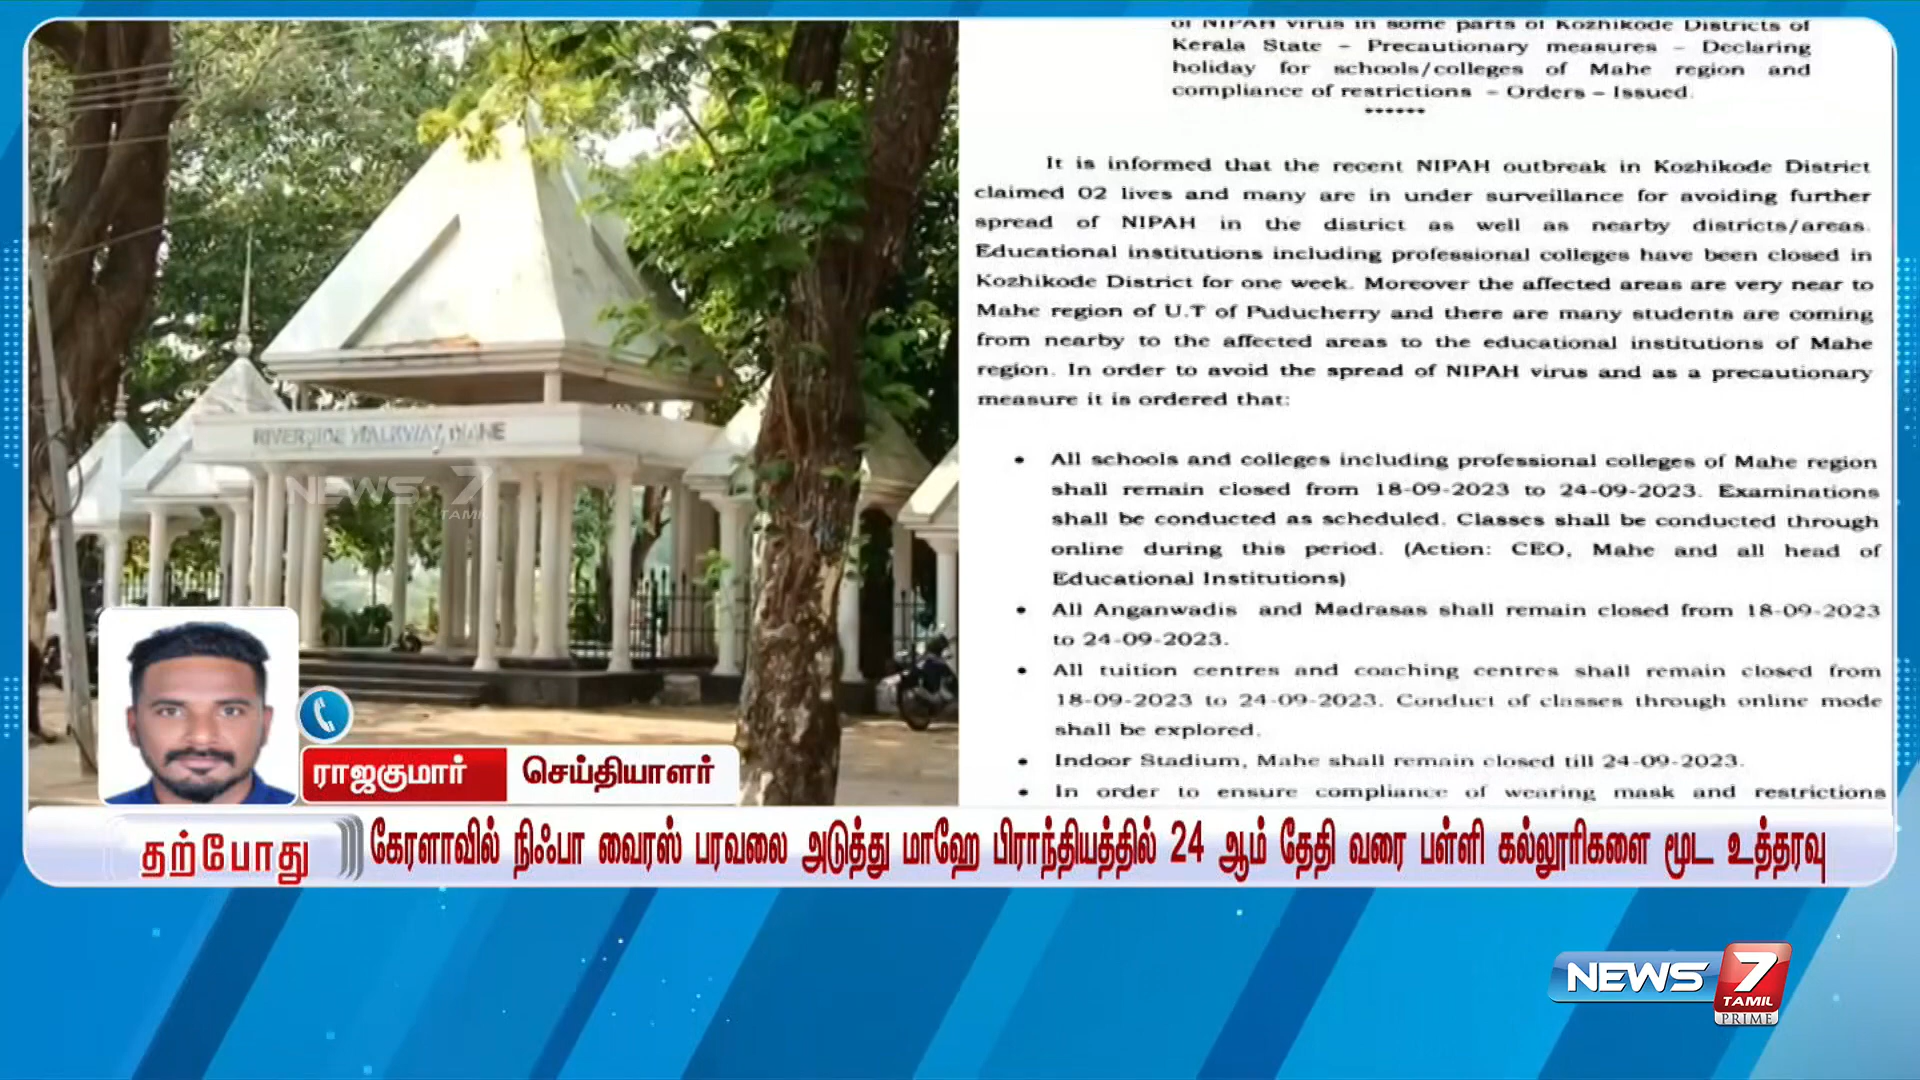 of NIPAH virus in some parts of Kozhikode Districts of
Kerala State – Precautionary measures – Declaring
holiday for schools/colleges of Mahe region and
compliance of restrictions – Orders – Issued.
******
It is informed that the recent NIPAH outbreak in Kozhikode District
claimed 02 lives and many are in under surveillance for avoiding further
spread of NIPAH in the district as well as nearby districts/areas.
Educational institutions including professional colleges have been closed in
Kozhikode District for one week. Moreover the affected areas are very near to
Mahe region of U.T of Puducherry and there are many students are coming
from nearby to the affected areas to the educational institutions of Mahe
region. In order to avoid the spread of NIPAH virus and as a precautionary
measure it is ordered that:
• All schools and colleges including professional colleges of Mahe region
shall remain closed from 18-09-2023 to 24-09-2023. Examinations
shall be conducted as scheduled. Classes shall be conducted through
online during this period. (Action: CEO, Mahe and all head of
Educational Institutions)
• All Anganwadis and Madrasas shall remain closed from 18-09-2023
to 24-09-2023.
• All tuition centres and coaching centres shall remain closed from
18-09-2023 to 24-09-2023. Conduct of classes through online mode
shall be explored.
• Indoor Stadium, Mahe shall remain closed till 24-09-2023.
• In order to ensure compliance of wearing mask and restrictions
RIVERSIDE WALKWAY, MAHE
NEWS 7
TAMIL
ராஜகுமார் செய்தியாளர்
தற்போது
கேரளாவில் நிஃபா வைரஸ் பரவலை அடுத்து மாஹே பிராந்தியத்தில் 24 ஆம் தேதி வரை பள்ளி கல்லூரிகளை மூட உத்தரவு
NEWS 7
TAMIL
PRIME